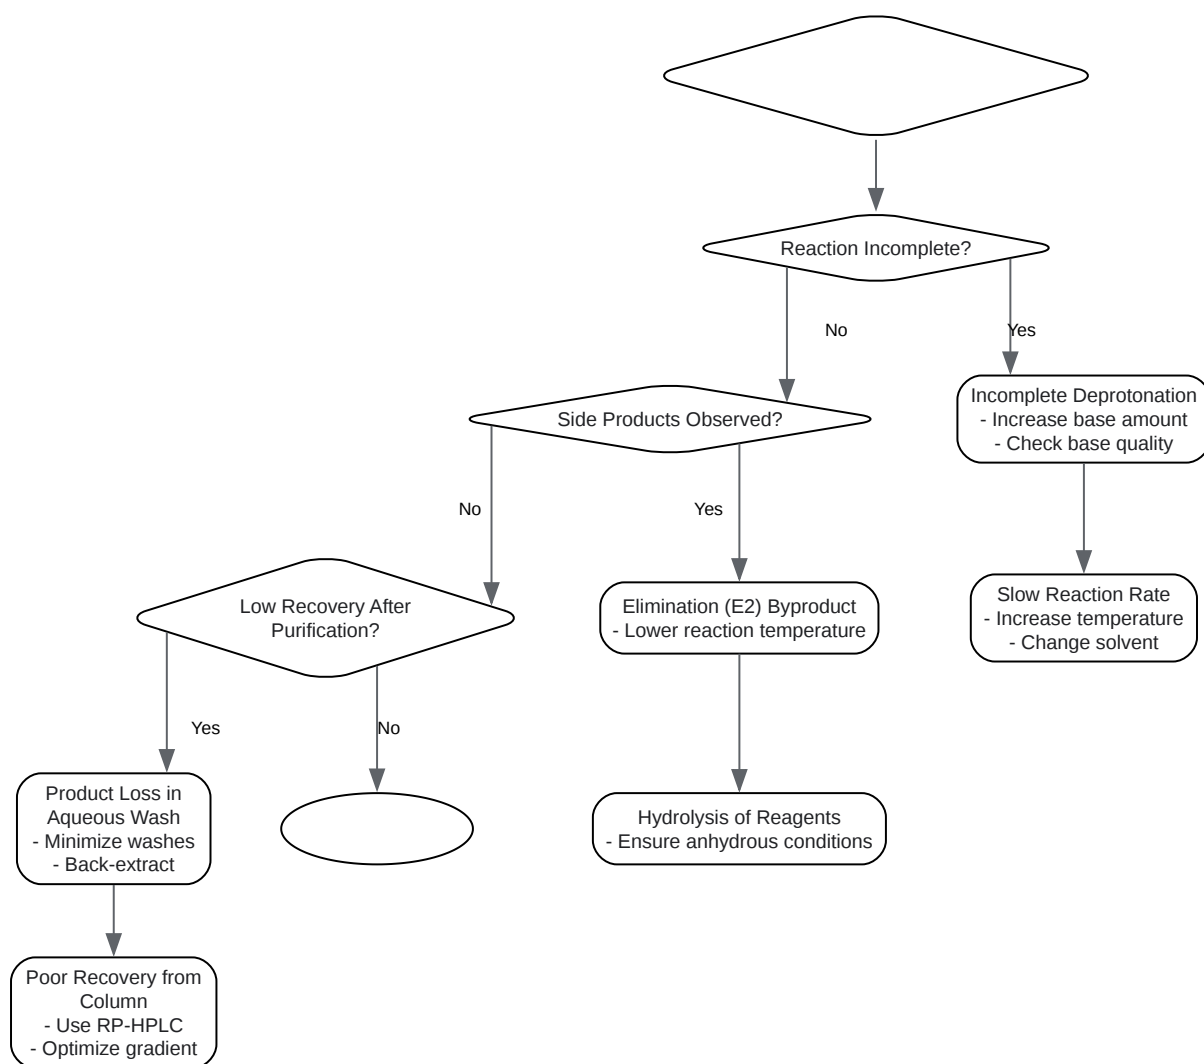 Reaction Incomplete?
No
Yes
Incomplete Deprotonation
- Increase base amount
- Check base quality
Side Products Observed?
No
Yes
Slow Reaction Rate
- Increase temperature
- Change solvent
Elimination (E2) Byproduct
- Lower reaction temperature
Low Recovery After
Purification?
Yes
No
Product Loss in
Aqueous Wash
- Minimize washes
- Back-extract
Hydrolysis of Reagents
- Ensure anhydrous conditions
Poor Recovery from
Column
- Use RP-HPLC
- Optimize gradient